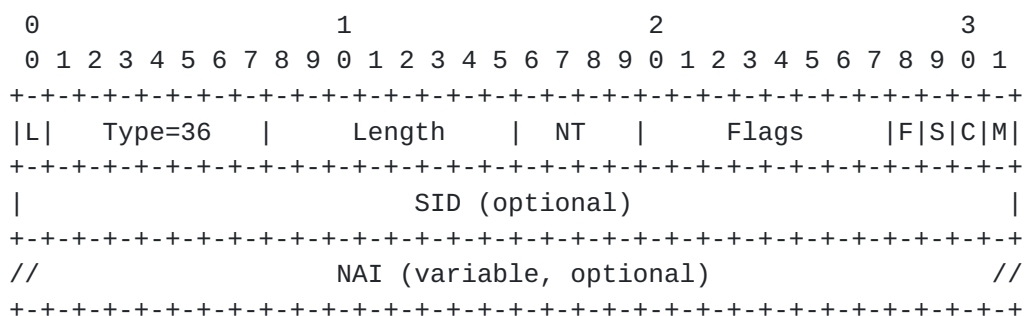 0                   1                   2                   3
 0 1 2 3 4 5 6 7 8 9 0 1 2 3 4 5 6 7 8 9 0 1 2 3 4 5 6 7 8 9 0 1
+-+-+-+-+-+-+-+-+-+-+-+-+-+-+-+-+-+-+-+-+-+-+-+-+-+-+-+-+-+-+-+-+
|L|   Type=36   |     Length    |  NT   |     Flags     |F|S|C|M|
+-+-+-+-+-+-+-+-+-+-+-+-+-+-+-+-+-+-+-+-+-+-+-+-+-+-+-+-+-+-+-+-+
|                         SID (optional)                        |
+-+-+-+-+-+-+-+-+-+-+-+-+-+-+-+-+-+-+-+-+-+-+-+-+-+-+-+-+-+-+-+-+
//                   NAI (variable, optional)                  //
+-+-+-+-+-+-+-+-+-+-+-+-+-+-+-+-+-+-+-+-+-+-+-+-+-+-+-+-+-+-+-+-+